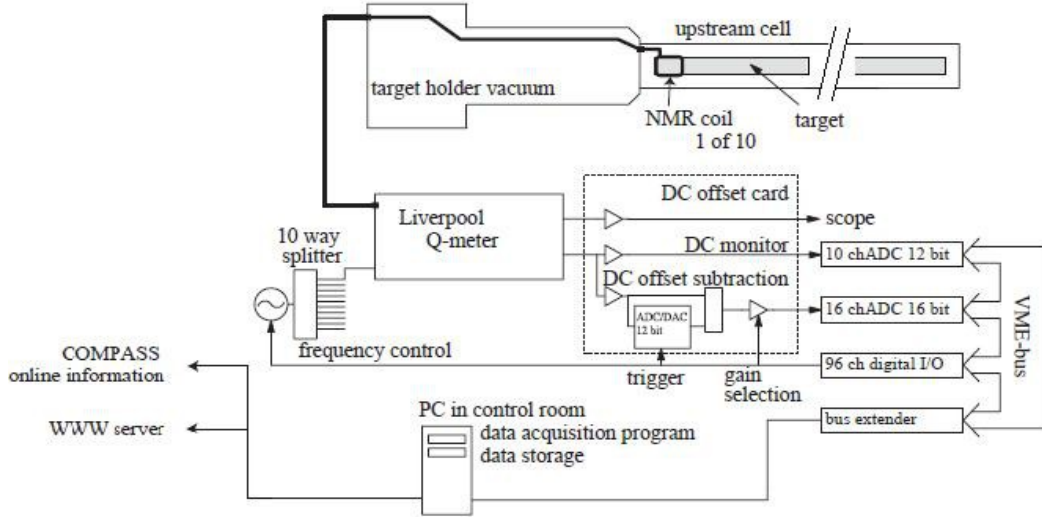 upstream cell
target holder vacuum
NMR coil
1 of 10
target
DC offset card
Liverpool
Q-meter
scope
10 way
splitter
DC monitor
10 chADC 12 bit
DC offset subtraction
ADC/DAC
12 bit
16 chADC 16 bit
VME-bus
frequency control
COMPASS
online information
trigger
gain
selection
96 ch digital I/O
PC in control room
data acquisition program
data storage
bus extender
WWW server